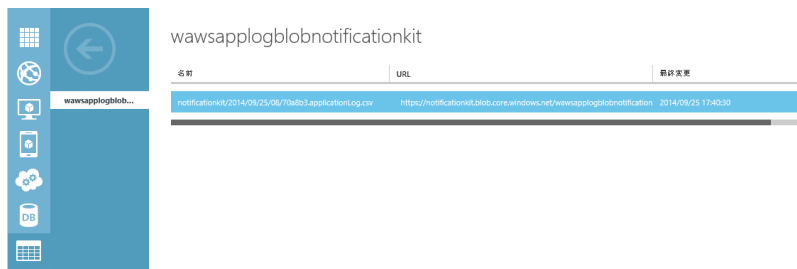 wawsapplogblobnotificationkit
名前 URL 最終変更
wawsapplogblob...
notificationkit/2014/09/25/08/70a8b3.applicationLog.csv https://notificationkit.blob.core.windows.net/wawsapplogblobnotification 2014/09/25 17:40:30
DB